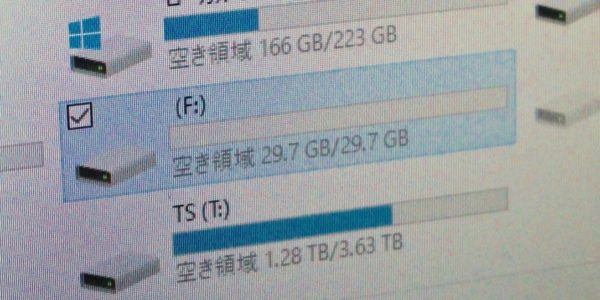 空き領域 166 GB/223 GB
(F:)
空き領域 29.7 GB/29.7 GB
TS (T:)
空き領域 1.28 TB/3.63 TB